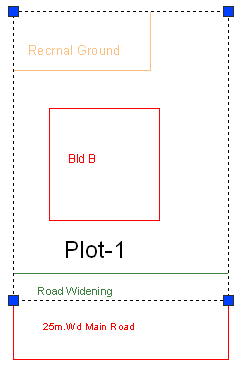 Recrnal Ground
Bld B
Plot-1
Road Widening
25m.Wd Main Road